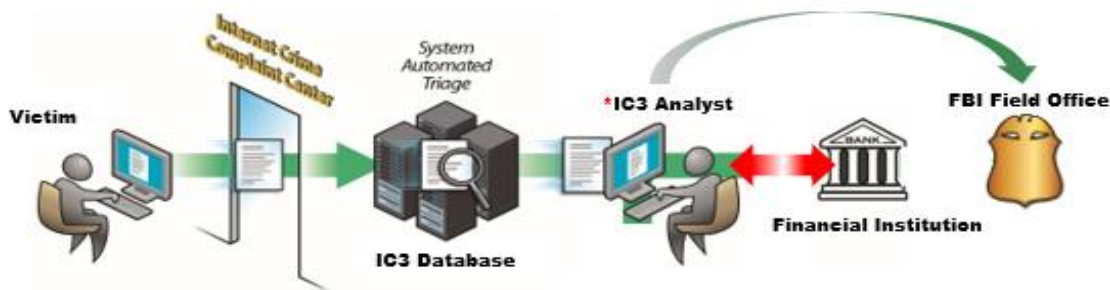 Internet Crime
Complaint Center
System
Automated
Triage
*IC3 Analyst
FBI Field Office
Victim
BANK
Financial Institution
IC3 Database